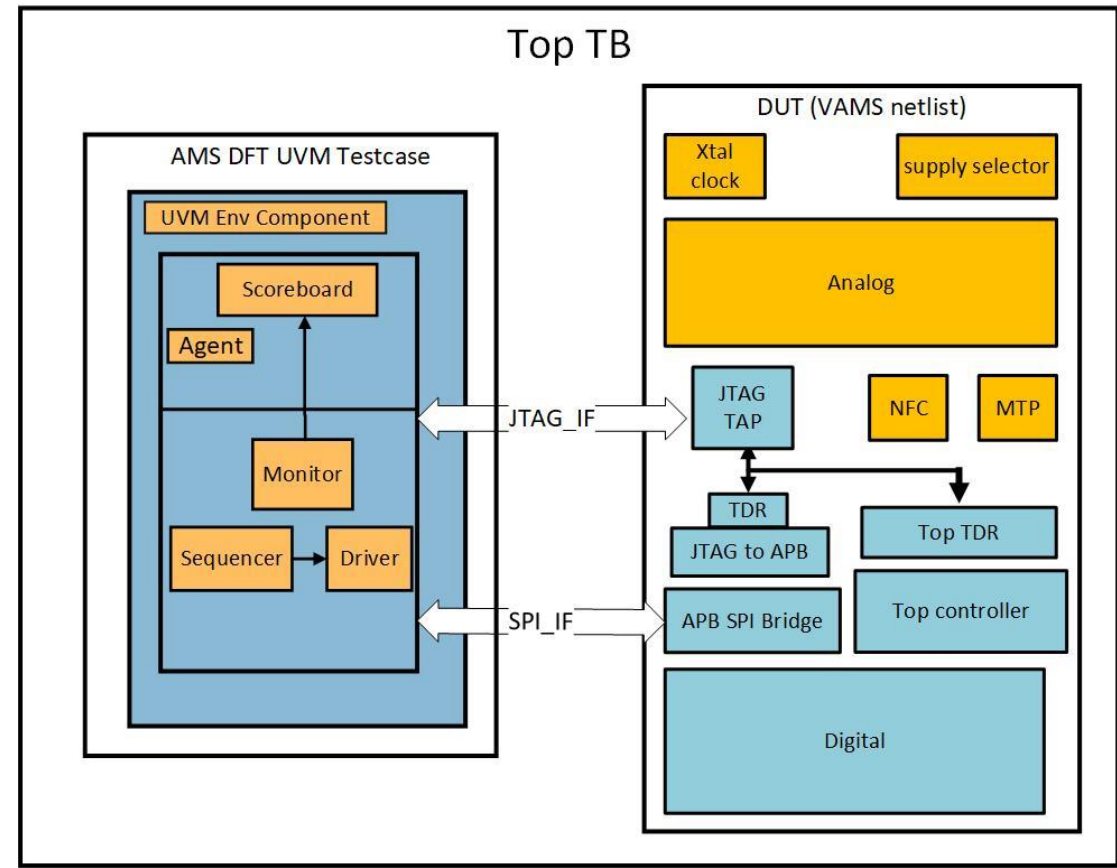 Top TB
AMS DFT UVM Testcase
UVM Env Component
Scoreboard
Agent
Monitor
Sequencer
Driver
JTAG_IF
SPI_IF
DUT (VAMS netlist)
Xtal
clock
supply selector
Analog
JTAG
TAP
NFC
MTP
TDR
JTAG to APB
Top TDR
APB SPI Bridge
Top controller
Digital